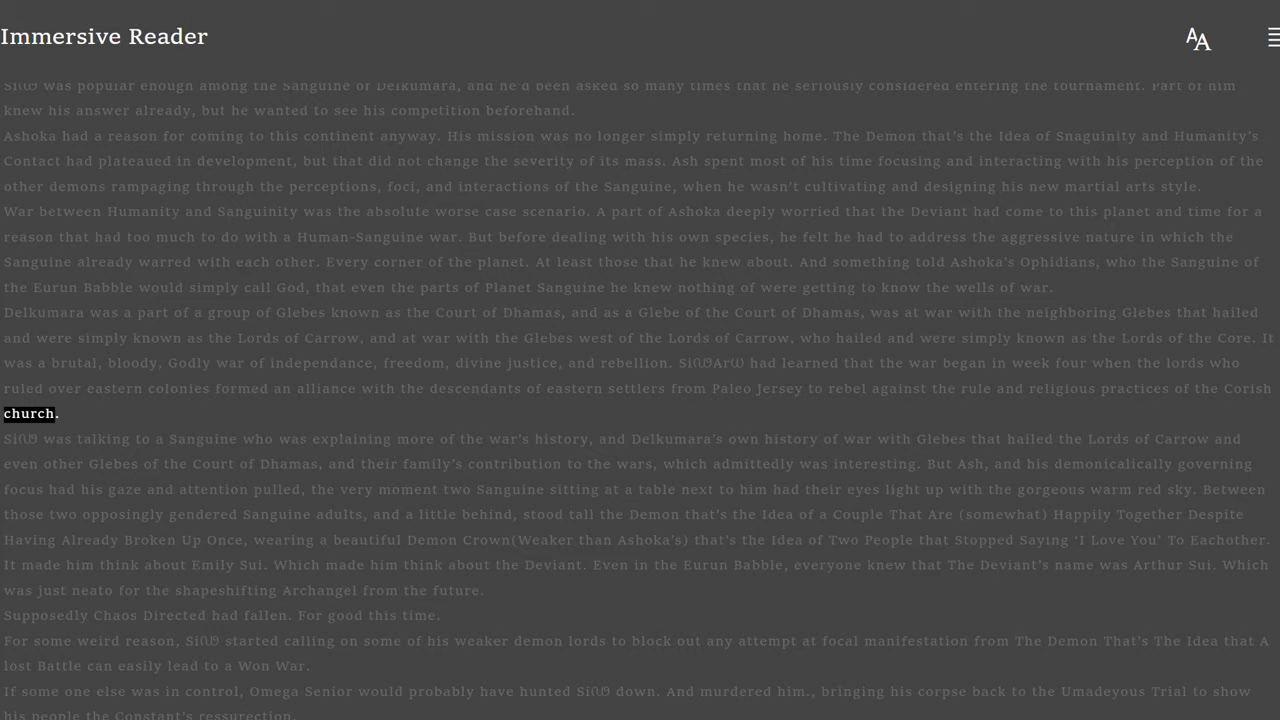 Immersive Reader
was popular enough among the Sanguine of Delkumara, and he'd been asked so many times that he seriously considered entering the tournament. Part of him
knew his answer already, but he wanted to see his competition beforehand.
Ashoka had a reason for coming to this continent anyway. His mission was no longer simply returning home. The Demon that's the Idea of Snaguinity and Humanity's
Contact had plateaued in development, but that did not change the severity of its mass. Ash spent most of his time focusing and interacting with his perception of the
other demons rampaging through the perceptions, foci, and interactions of the Sanguine, when he wasn't cultivating and designing his new martial arts style.
War between Humanity and Sanguinity was the absolute worse case scenario. A part of Ashoka deeply worried that the Deviant had come to this planet and time for a
reason that had too much to do with a Human-Sanguine war. But before dealing with his own species, he felt he had to address the aggressive nature in which the
Sanguine already warred with each other. Every corner of the planet. At least those that he knew about. And something told Ashoka's Ophidians, who the Sanguine of
the Eurun Babble would simply call God, that even the parts of Planet Sanguine he knew nothing of were getting to know the wells of war.
Delkumara was a part of a group of Glebes known as the Court of Dhamas, and as a Glebe of the Court of Dhamas, was at war with the neighboring Glebes that hailed
and were simply known as the Lords of Carrow, and at war with the Glebes west of the Lords of Carrow, who hailed and were simply known as the Lords of the Core. It
was a brutal, bloody, Godly war of independance, freedom, divine justice, and rebellion. had learned that the war began in week four when the lords who
ruled over eastern colonies formed an alliance with the descendants of eastern settlers from Paleo Jersey to rebel against the rule and religious practices of the Corish
church.
was talking to a Sanguine who was explaining more of the war's history, and Delkumara's own history of war with Glebes that hailed the Lords of Carrow and
even other Glebes of the Court of Dhamas, and their family's contribution to the wars, which admittedly was interesting. But Ash, and his demonicalically governing
focus had his gaze and attention pulled, the very moment two Sanguine sitting at a table next to him had their eyes light up with the gorgeous warm red sky. Between
those two opposingly gendered Sanguine adults, and a little behind, stood tall the Demon that's the Idea of a Couple That Are (somewhat) Happily Together Despite
Having Already Broken Up Once, wearing a beautiful Demon Crown(Weaker than Ashoka's) that's the Idea of Two People that Stopped Saying 'I Love You' To Eachother.
It made him think about Emily Sui. Which made him think about the Deviant. Even in the Eurun Babble, everyone knew that The Deviant's name was Arthur Sui. Which
was just neato for the shapeshifting Archangel from the future.
Supposedly Chaos Directed had fallen. For good this time.
For some weird reason, started calling on some of his weaker demon lords to block out any attempt at focal manifestation from The Demon That's The Idea that A
lost Battle can easily lead to a Won War.
If some one else was in control, Omega Senior would probably have hunted down. And murdered him., bringing his corpse back to the Umadeyous Trial to show
his people the Constant's ressurection.